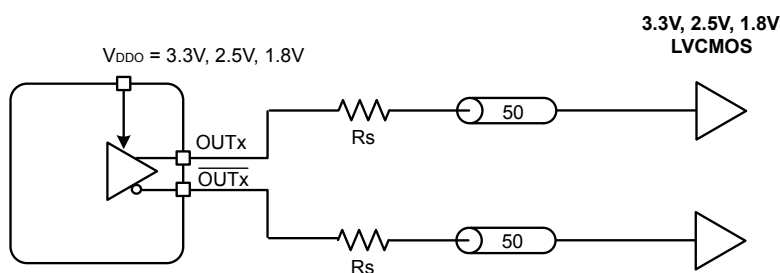 3.3V, 2.5V, 1.8V
LVCMOS
VDDO = 3.3V, 2.5V, 1.8V
50
Rs
OUTx
OUTx
50
Rs